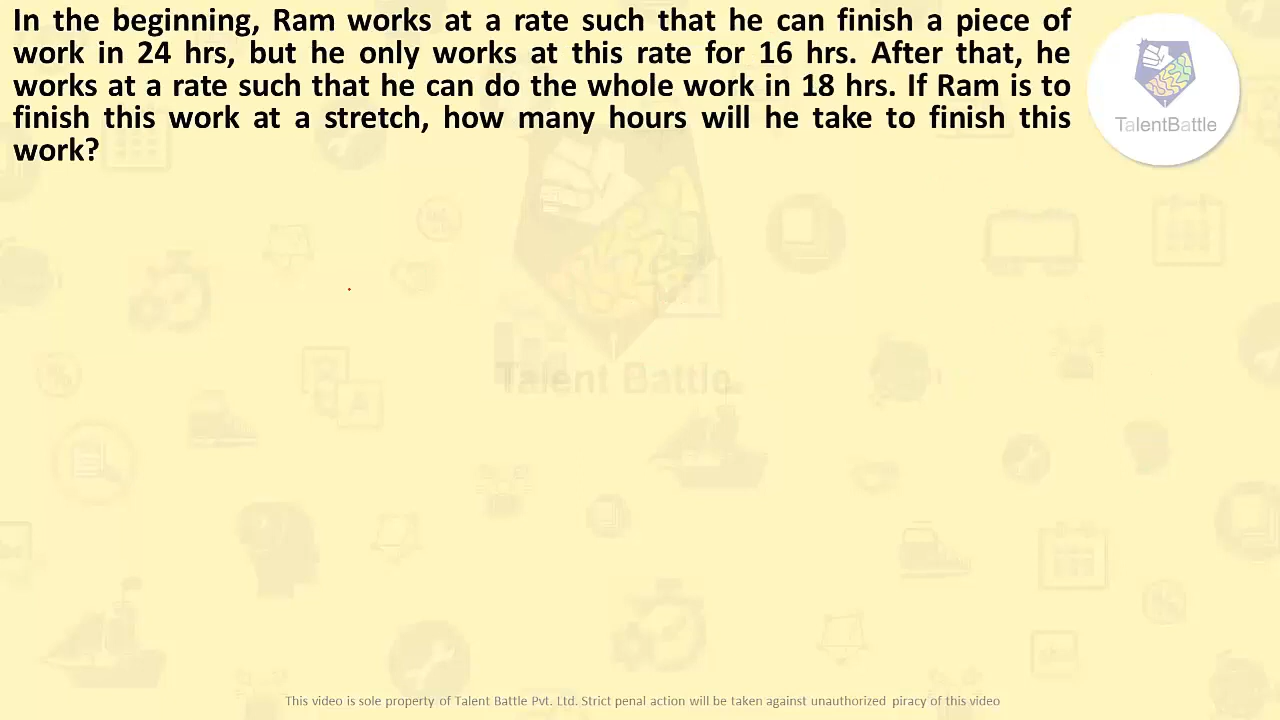 In the beginning, Ram works at a rate such that he can finish a piece of
work in 24 hrs, but he only works at this rate for 16 hrs. After that, he
works at a rate such that he can do the whole work in 18 hrs. If Ram is to
finish this work at a stretch, how many hours will he take to finish this
work?
TalentBattle
Talent Battle
This video is sole property of Talent Battle Pvt. Ltd. Strict penal action will be taken against unauthorized piracy of this video